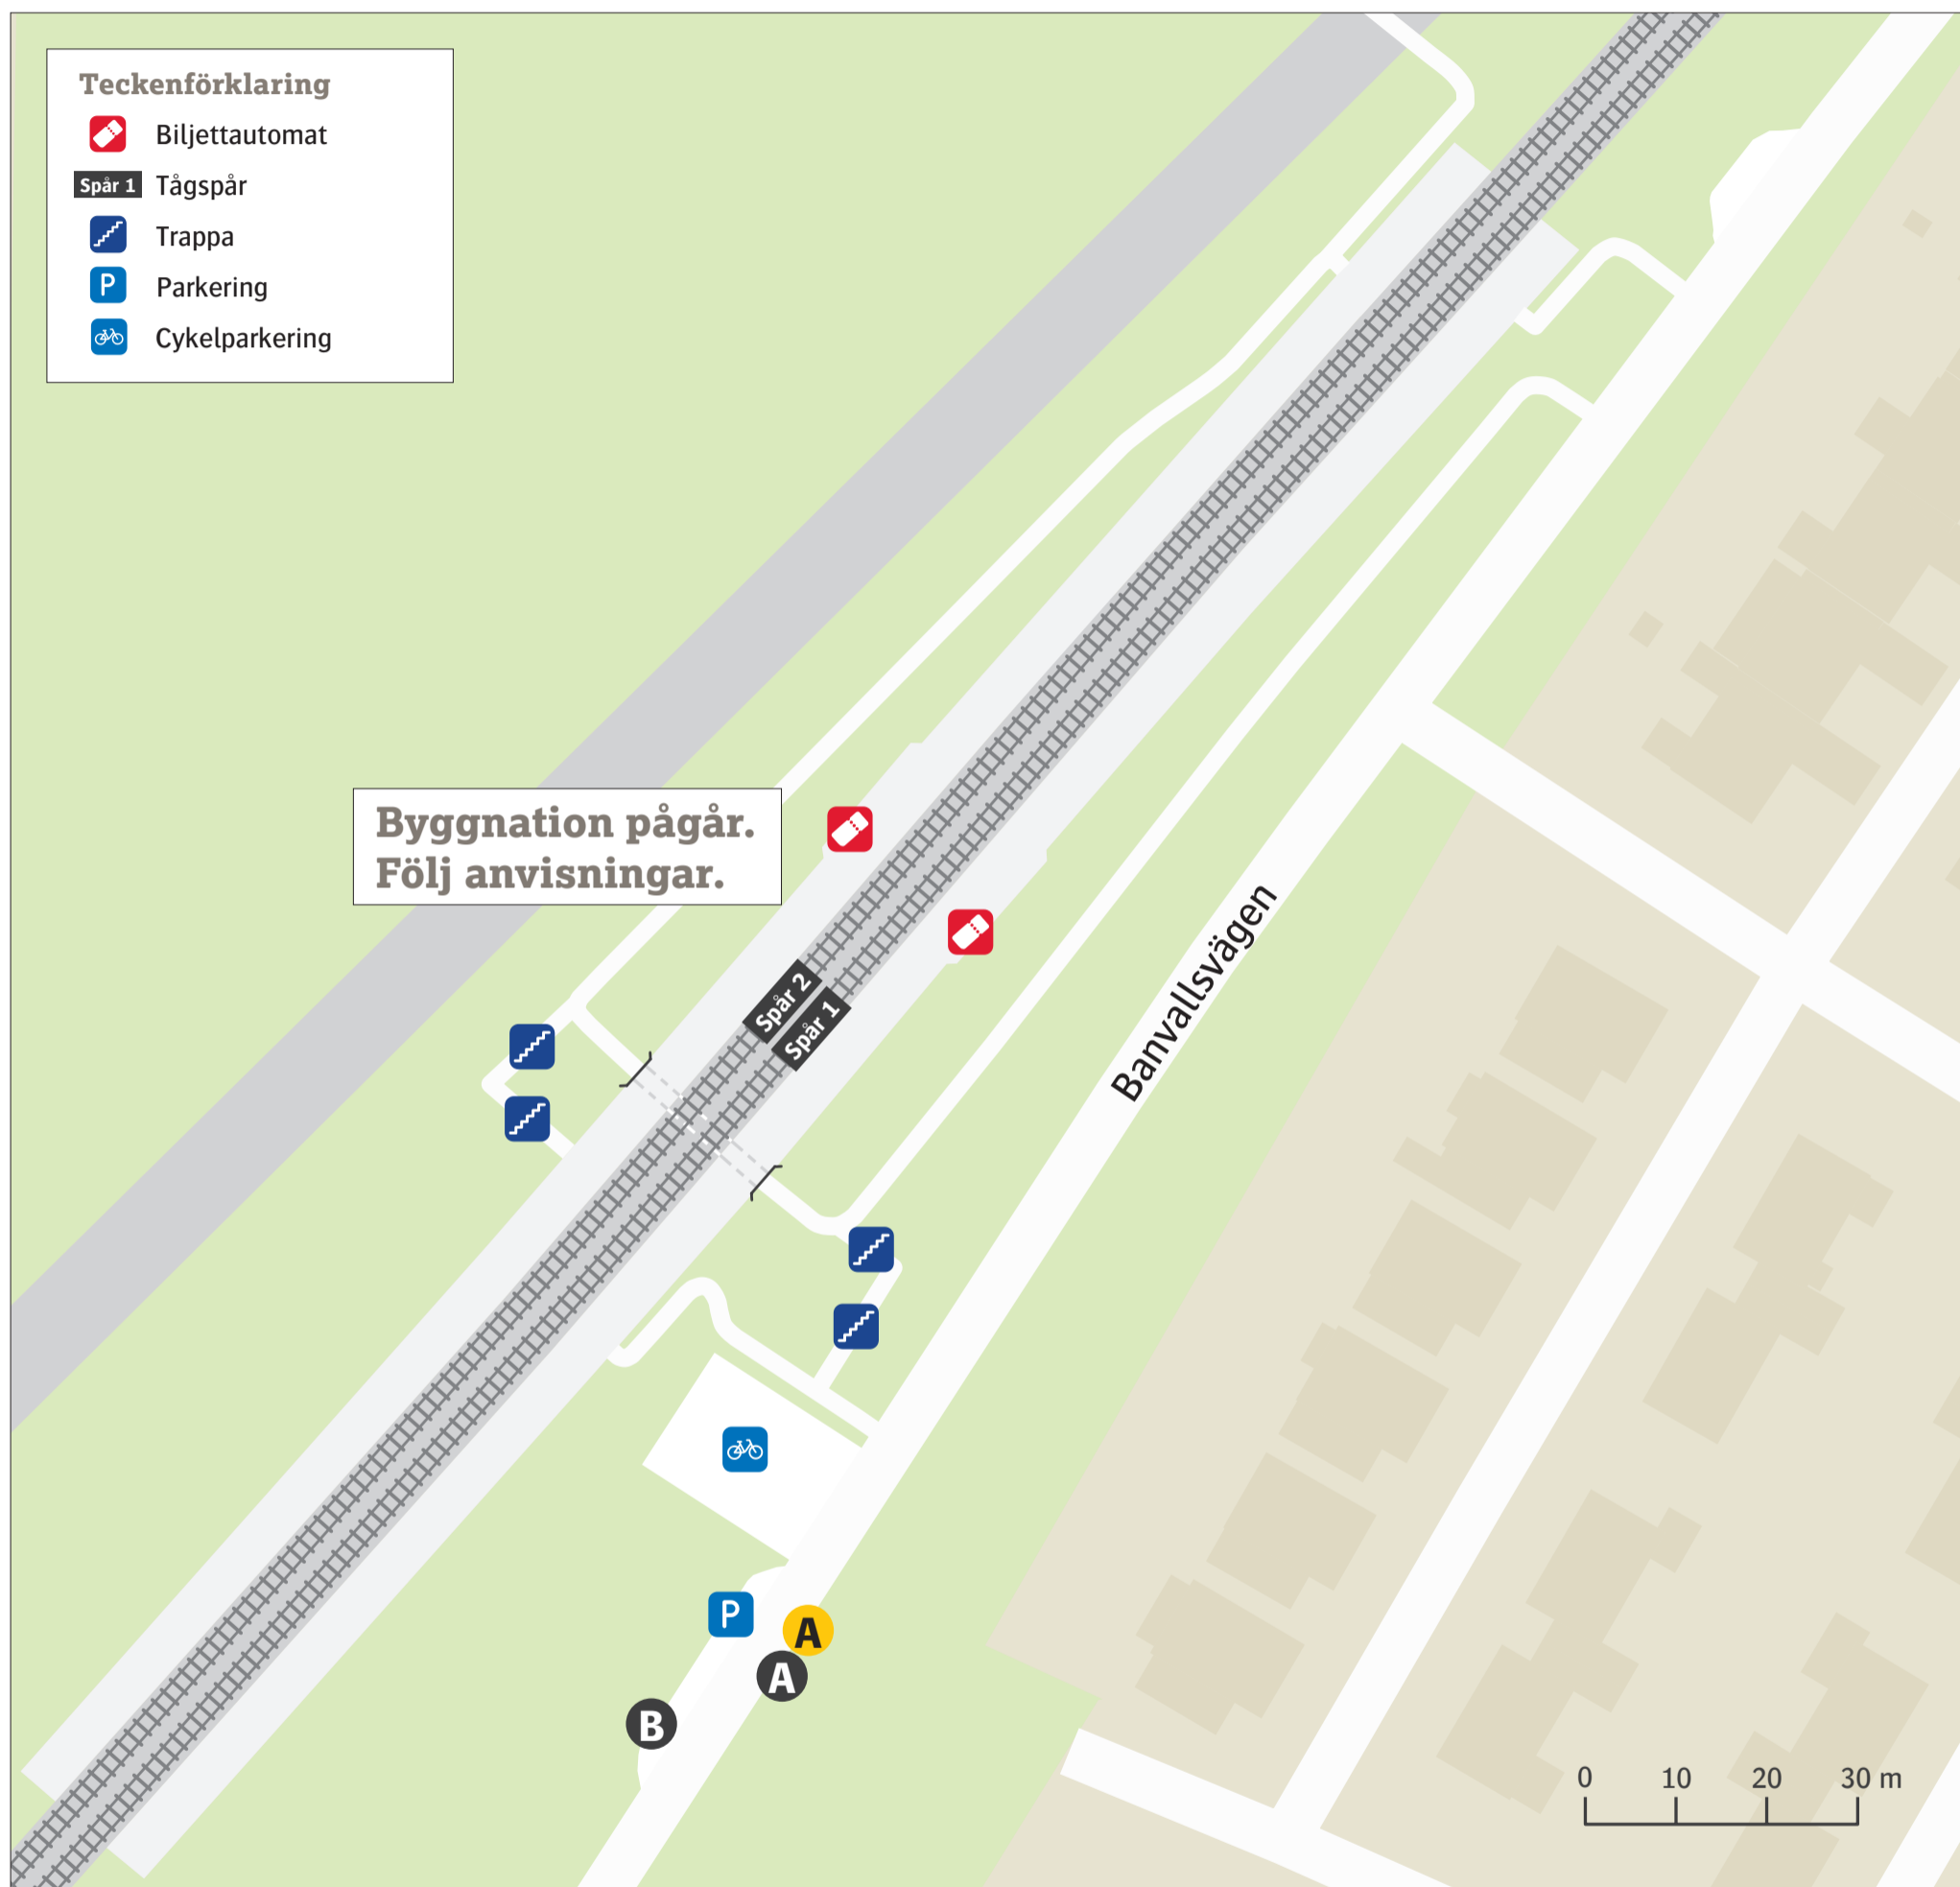 Teckenförklaring
Biljettautomat
Spår 1 Tågspår
Trappa
P Parkering
Cykelparkering
Byggnation pågår.
Följ anvisningar.
Spår 2
Spår 1
Banvallsvägen
P
A
A
B
0 10 20 30 m